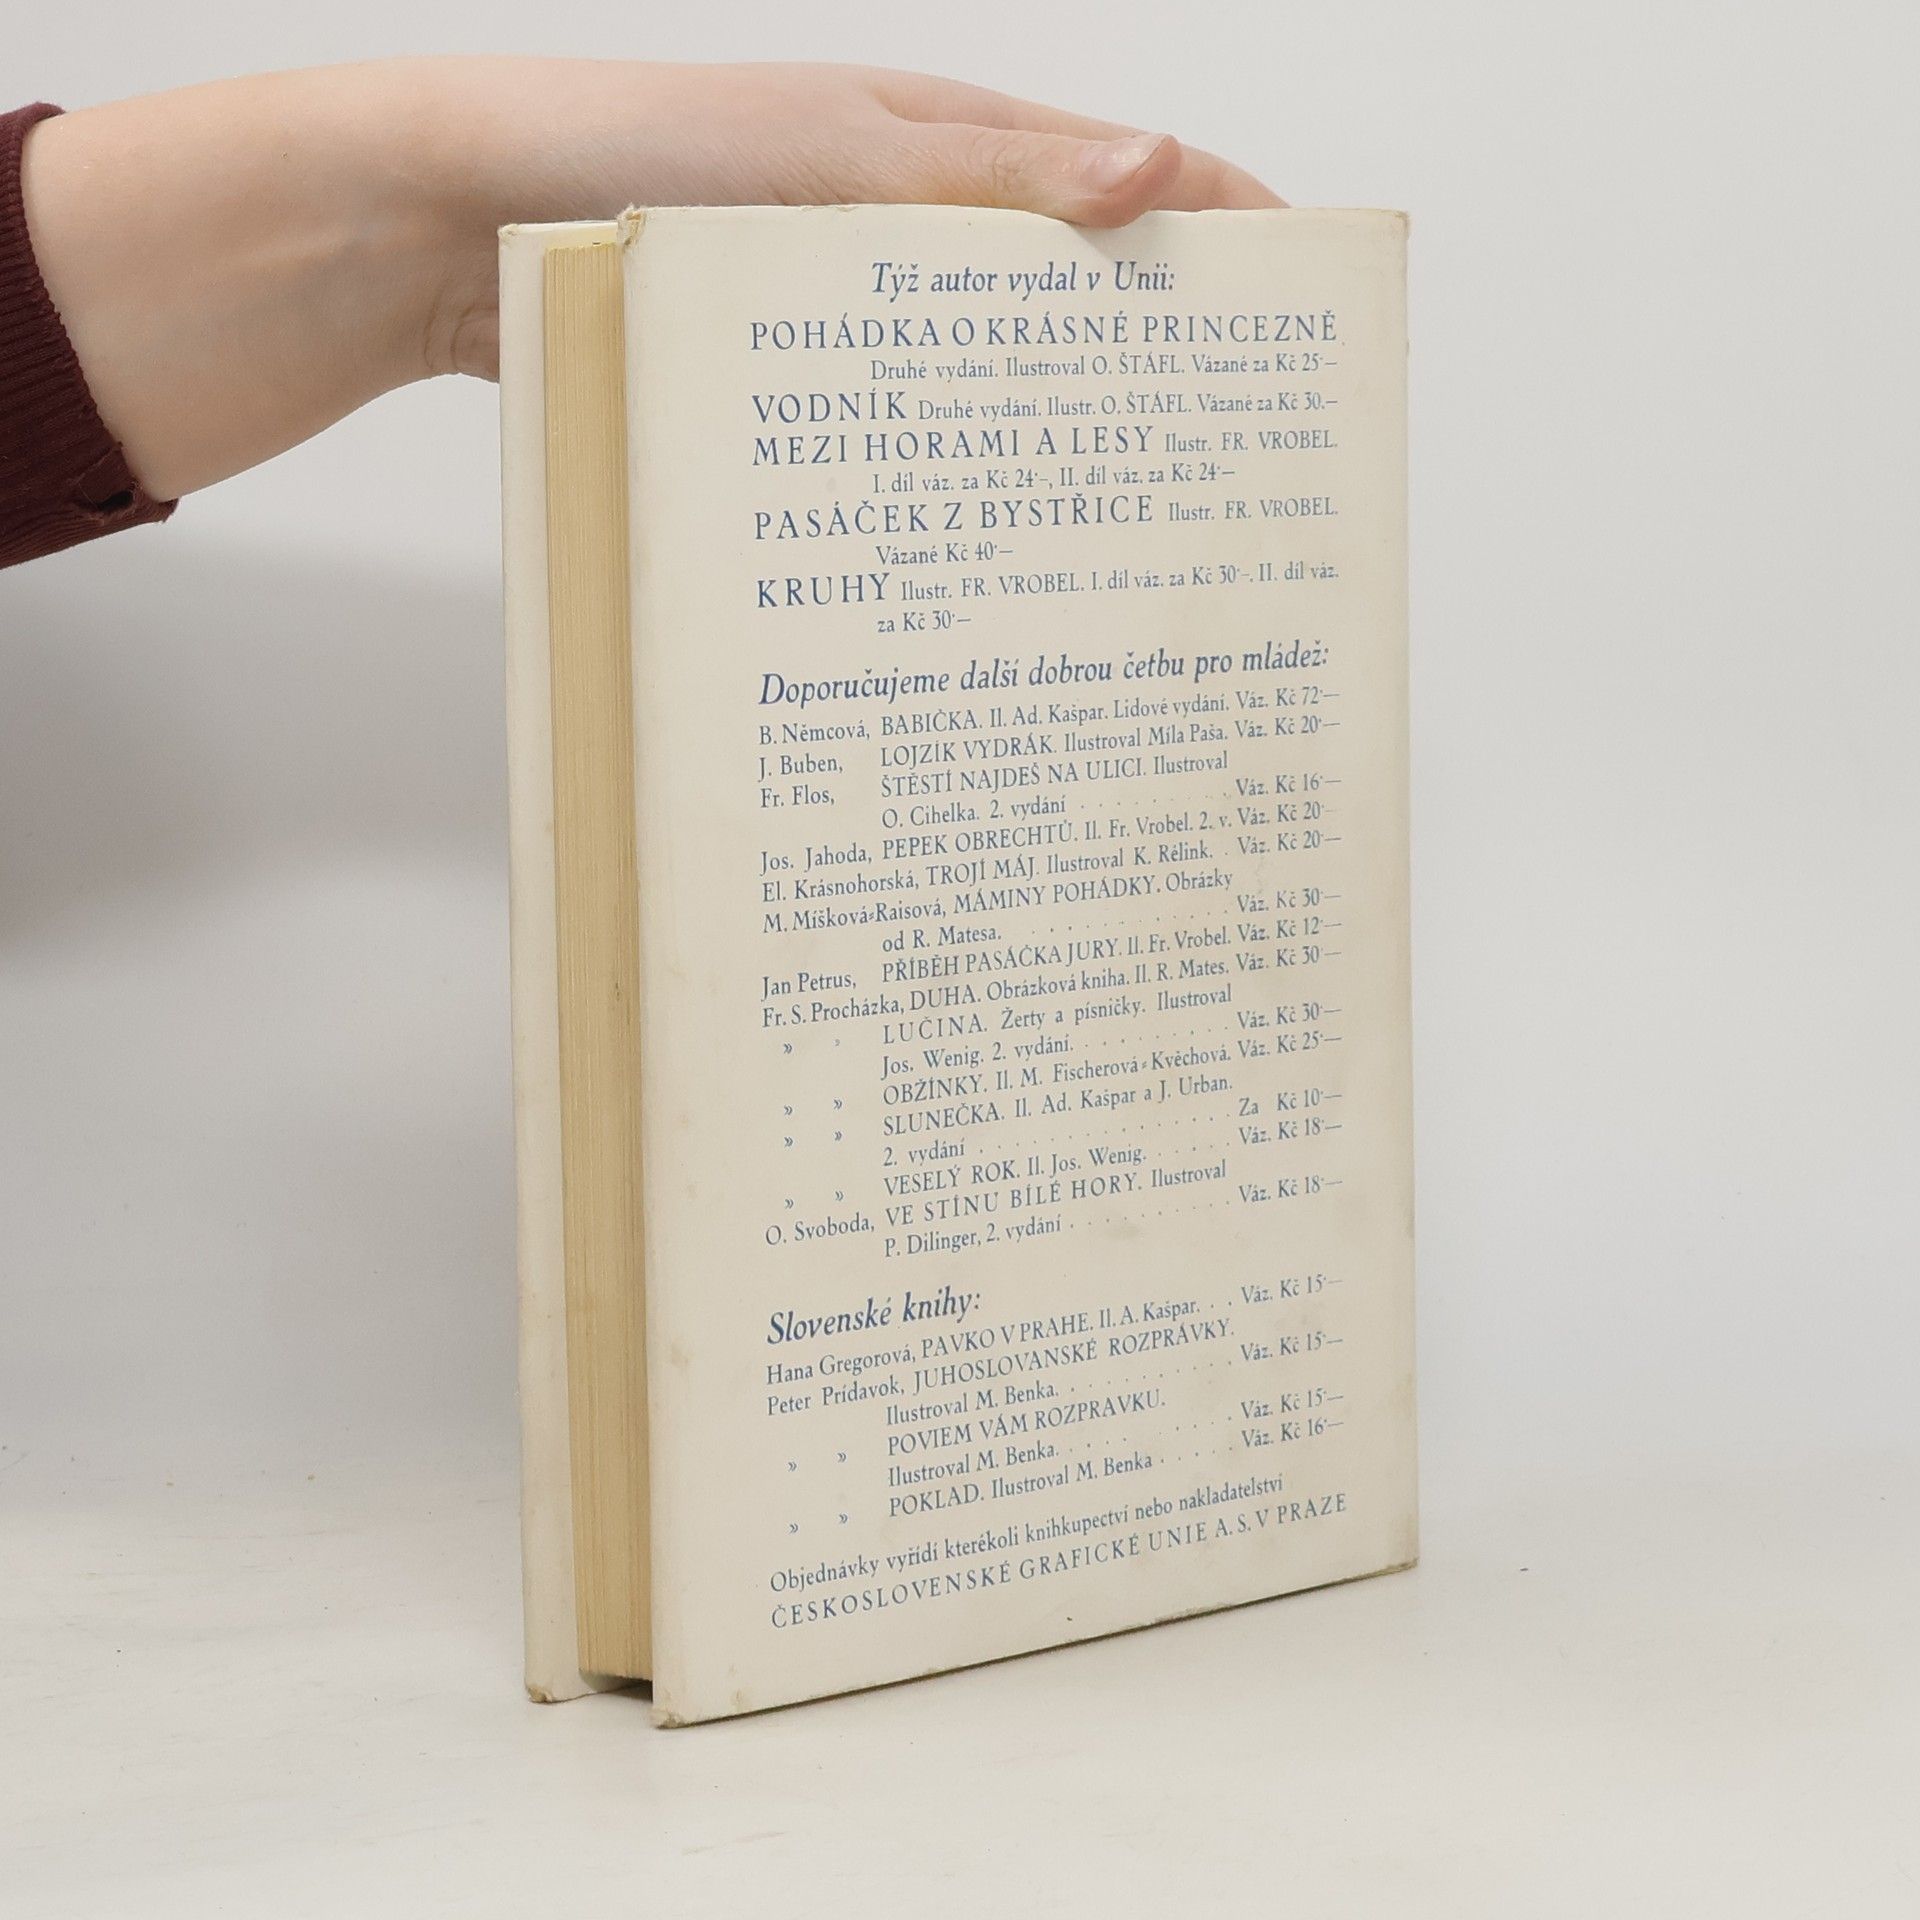 Týž autor vydal v Unii:
POHÁDKA O KRÁSNÉ PRINCEZNĚ
Druhé vydání. Ilustroval O. ŠTÁFL. Vázané za Kč 25·—
VODNÍK Druhé vydání. Ilustr. O. ŠTÁFL. Vázané za Kč 30.—
MEZI HORAMI A LESY Ilustr. FR. VROBEL.
I. díl váz. za Kč 24·—, II. díl váz. za Kč 24·—
PASÁČEK Z BYSTŘICE Ilustr. FR. VROBEL.
Vázané Kč 40·—
KRUHY Ilustr. FR. VROBEL. I. díl váz. za Kč 30·—. II. díl váz.
za Kč 30·—
Doporučujeme další dobrou četbu pro mládež:
B. Němcová, BABIČKA. Il. Ad. Kašpar. Lidové vydání. Váz. Kč 72·—
J. Buben, LOJZÍK VYDRÁK. Ilustroval Míla Paša. Váz. Kč 20·—
Fr. Flos, ŠTĚSTÍ NAJDEŠ NA ULICI. Ilustroval
O. Cihelka. 2. vydání . . . . . . . . . Váz. Kč 16·—
Jos. Jahoda, PEPEK OBRECHTŮ. Il. Fr. Vrobel. 2. v. Váz. Kč 20·—
El. Krásnohorská, TROJÍ MÁJ. Ilustroval K. Rélink. . Váz. Kč 20·—
M. Míšková-Raisová, MÁMINY POHÁDKY. Obrázky
od R. Matesa. . . . . . . . . . . . Váz. Kč 30·—
Jan Petrus, PŘÍBĚH PASÁČKA JURY. Il. Fr. Vrobel. Váz. Kč 12·—
Fr. S. Procházka, DUHA. Obrázková kniha. Il. R. Mates. Váz. Kč 30·—
» » LUČINA. Žerty a písničky. Ilustroval
Jos. Wenig. 2. vydání. . . . . . . . . Váz. Kč 30·—
» » OBŽÍNKY. Il. M. Fischerová-Kvěchová. Váz. Kč 25·—
» » SLUNEČKA. Il. Ad. Kašpar a J. Urban.
2. vydání . . . . . . . . . . . . . Za Kč 10·—
» » VESELÝ ROK. Il. Jos. Wenig. . . . . . Váz. Kč 18·—
O. Svoboda, VE STÍNU BÍLÉ HORY. Ilustroval
P. Dilinger, 2. vydání . . . . . . . . . . Váz. Kč 18·—
Slovenské knihy:
Hana Gregorová, PAVKO V PRAHE. Il. A. Kašpar. . . Váz. Kč 15·—
Peter Prídavok, JUHOSLOVANSKÉ ROZPRÁVKY.
Ilustroval M. Benka. . . . . . . . . . Váz. Kč 15·—
» » POVIEM VÁM ROZPRAVKU.
Ilustroval M. Benka. . . . . . . . . . Váz. Kč 15·—
» » POKLAD. Ilustroval M. Benka . . . . . Váz. Kč 16·—
Objednávky vyřídí kterékoli knihkupectví nebo nakladatelství
ČESKOSLOVENSKÉ GRAFICKÉ UNIE A. S. V PRAZE